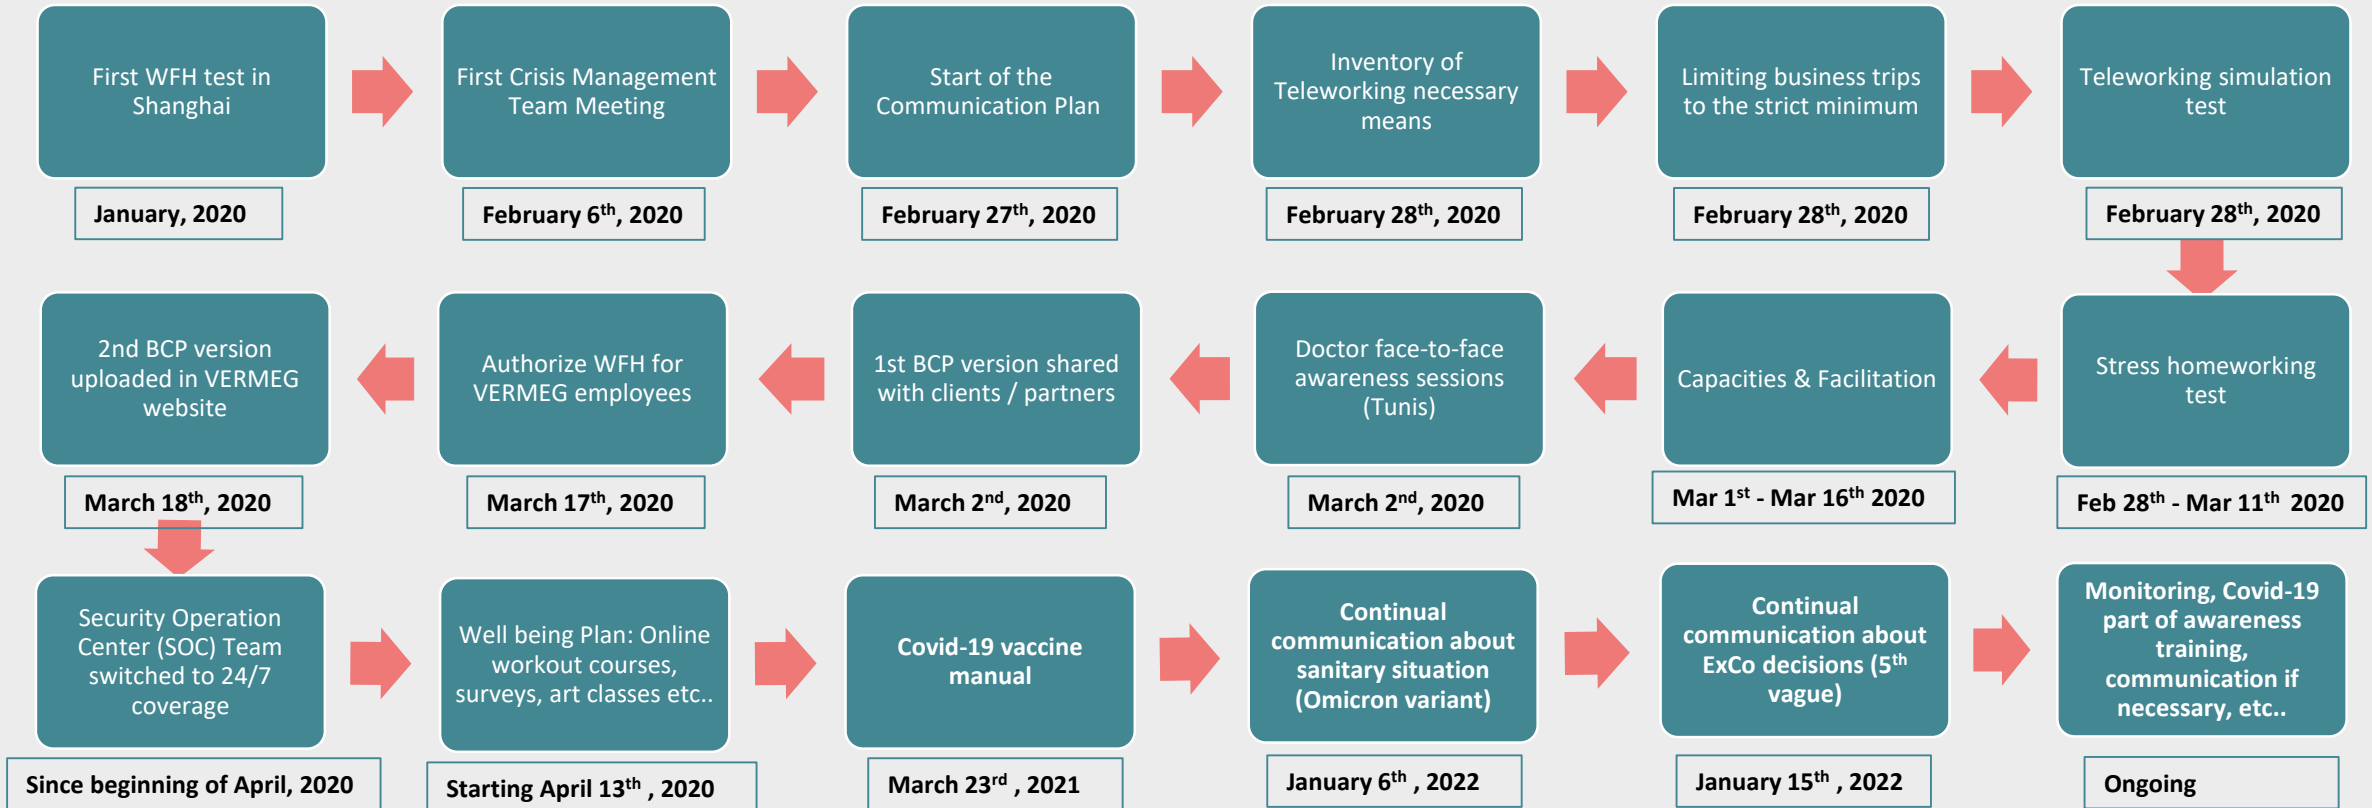 First WFH test in
Shanghai
January, 2020
First Crisis Management
Team Meeting
February 6th, 2020
Start of the
Communication Plan
February 27th, 2020
Inventory of
Teleworking necessary
means
February 28th, 2020
Limiting business trips
to the strict minimum
February 28th, 2020
Teleworking simulation
test
February 28th, 2020
Stress homeworking
test
Feb 28th - Mar 11th 2020
Capacities & Facilitation
Mar 1st - Mar 16th 2020
Doctor face-to-face
awareness sessions
(Tunis)
March 2nd, 2020
1st BCP version shared
with clients / partners
March 2nd, 2020
Authorize WFH for
VERMEG employees
March 17th, 2020
2nd BCP version
uploaded in VERMEG
website
March 18th, 2020
Security Operation
Center (SOC) Team
switched to 24/7
coverage
Since beginning of April, 2020
Well being Plan: Online
workout courses,
surveys, art classes etc..
Starting April 13th , 2020
Covid-19 vaccine
manual
March 23rd , 2021
Continual
communication about
sanitary situation
(Omicron variant)
January 6th , 2022
Continual
communication about
ExCo decisions (5th
vague)
January 15th , 2022
Monitoring, Covid-19
part of awareness
training,
communication if
necessary, etc..
Ongoing